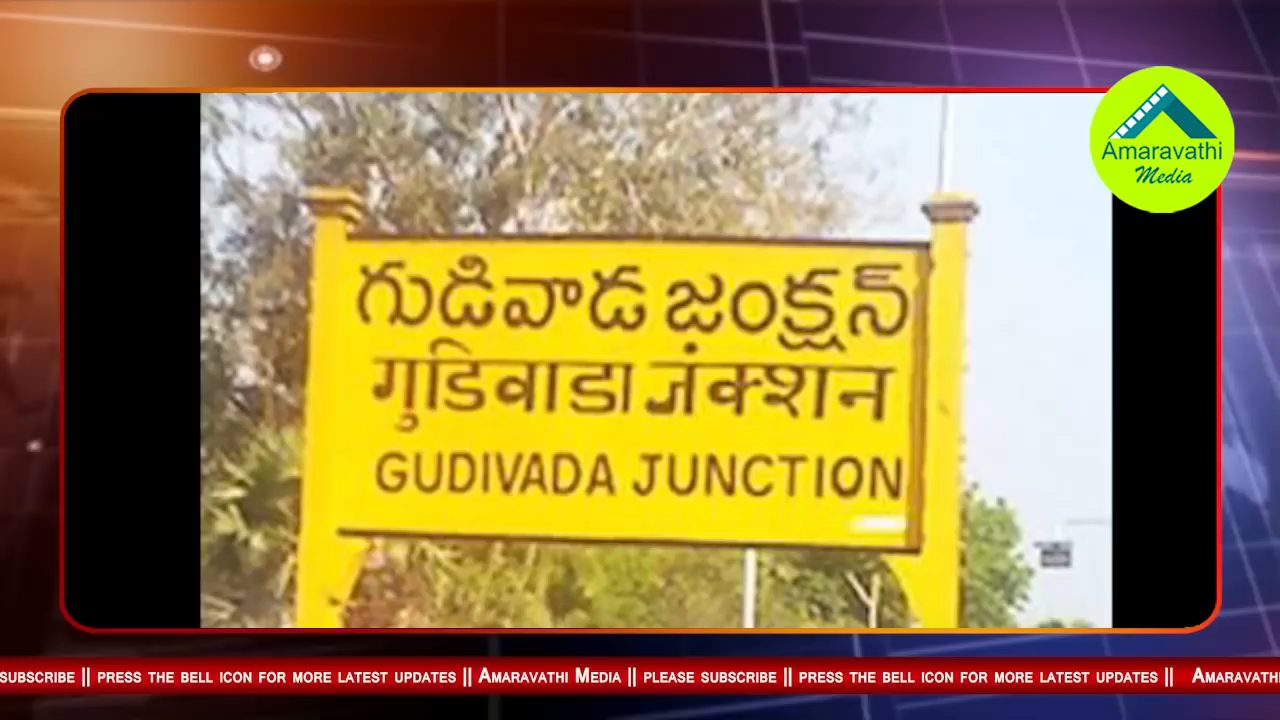 Amaravathi
Media
గుడివాడ జంక్షన్
गुडिवाडा जंक्शन
GUDIVADA JUNCTION
SUBSCRIBE || PRESS THE BELL ICON FOR MORE LATEST UPDATES || AMARAVATHI MEDIA || PLEASE SUBSCRIBE || PRESS THE BELL ICON FOR MORE LATEST UPDATES || AMARAVATHI